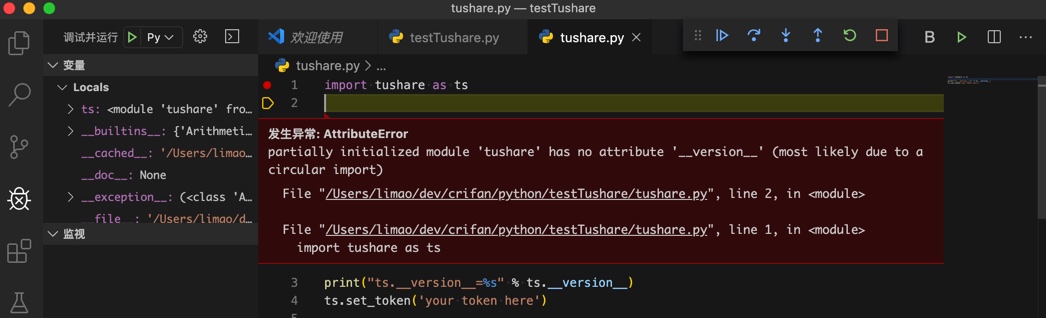 tushare.py — testTushare
调试并运行 Py
欢迎使用 testTushare.py tushare.py
B
tushare.py > ...
变量
Locals
ts: <module 'tushare' fro...
__builtins__: {'Arithmeti...
__cached__: '/Users/limao...
__doc__: None
__exception__: (<class 'A...
__file__: '/Users/limao/d...
监视
1 import tushare as ts
2
发生异常: AttributeError
partially initialized module 'tushare' has no attribute '__version__' (most likely due to a
circular import)
File "/Users/limao/dev/crifan/python/testTushare/tushare.py", line 2, in <module>
File "/Users/limao/dev/crifan/python/testTushare/tushare.py", line 1, in <module>
import tushare as ts
3 print("ts.__version__=%s" % ts.__version__)
4 ts.set_token('your token here')